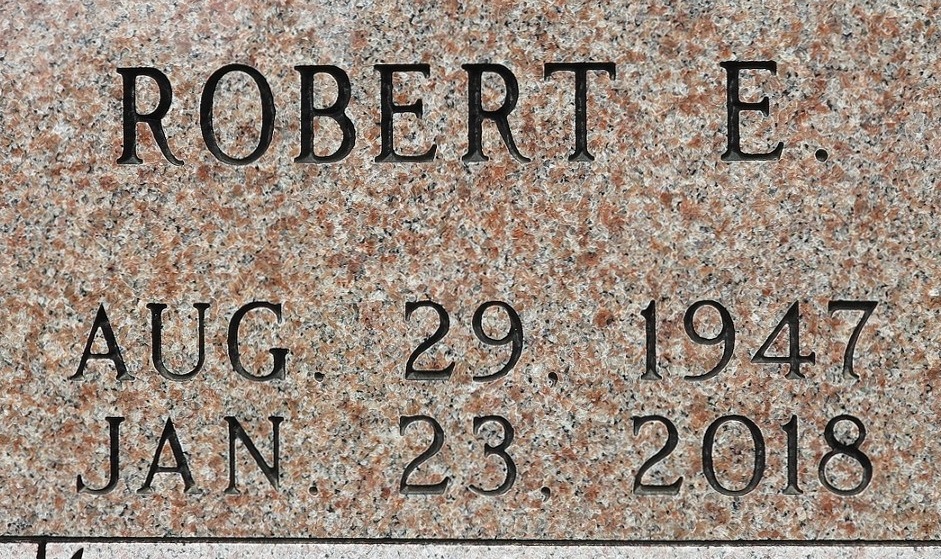 ROBERT E.
AUG. 29, 1947
JAN. 23, 2018